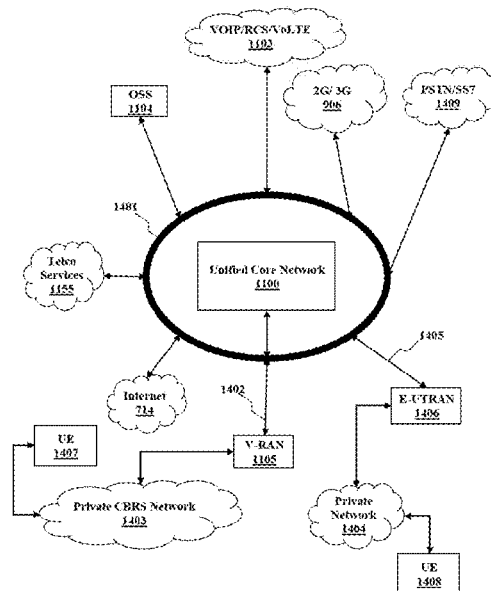 VOIP/RCS/VoLTE
1103
OSS
1104
2G/ 3G
906
PSTN/SS7
1409
1401
Telco
Services
1155
Unified Core Network
1100
1405
Internet
714
1402
E-UTRAN
1406
UE
1407
V-RAN
1105
Private CBRS Network
1403
Private
Network
1404
UE
1408